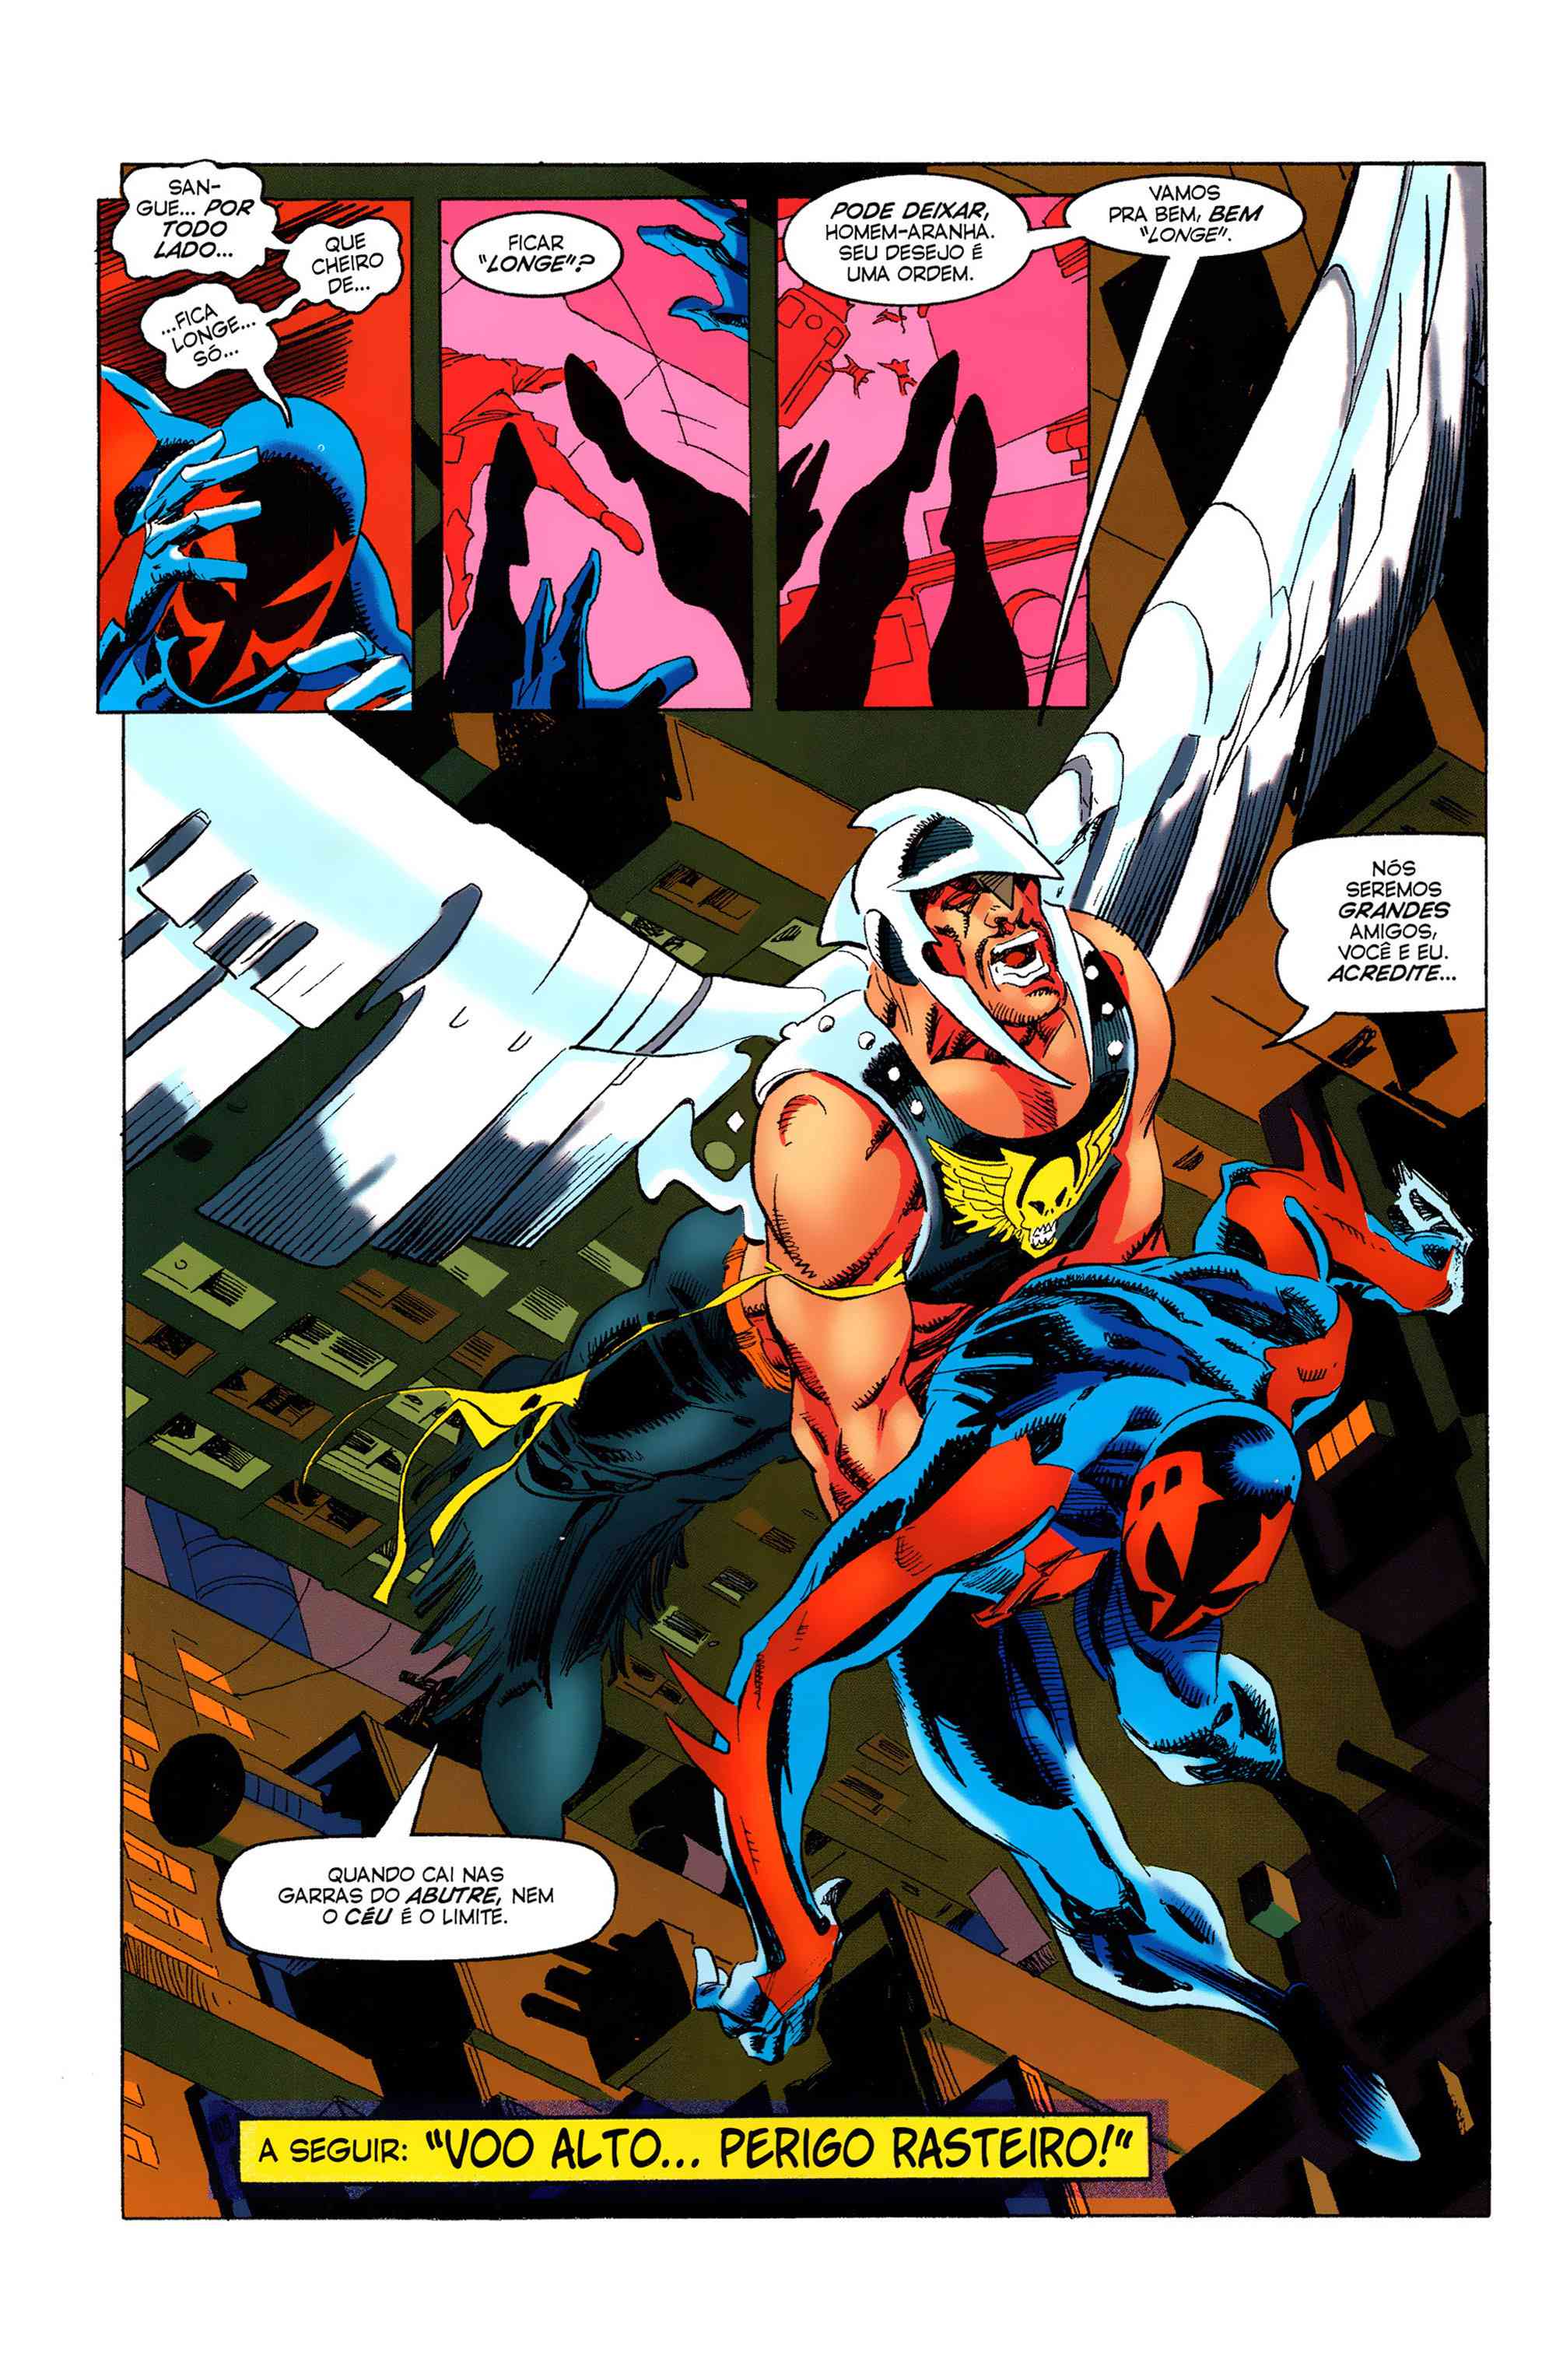 SAN-
GUE... POR
TODO
LADO...
QUE
CHEIRO
DE...
...FICA
LONGE...
SÓ...
FICAR
"LONGE"?
PODE DEIXAR,
HOMEM-ARANHA.
SEU DESEJO É
UMA ORDEM.
VAMOS
PRA BEM, BEM
"LONGE".
NÓS
SEREMOS
GRANDES
AMIGOS,
VOCÊ E EU.
ACREDITE...
QUANDO CAI NAS
GARRAS DO ABUTRE, NEM
O CÉU É O LIMITE.
A SEGUIR: "VOO ALTO... PERIGO RASTEIRO!"